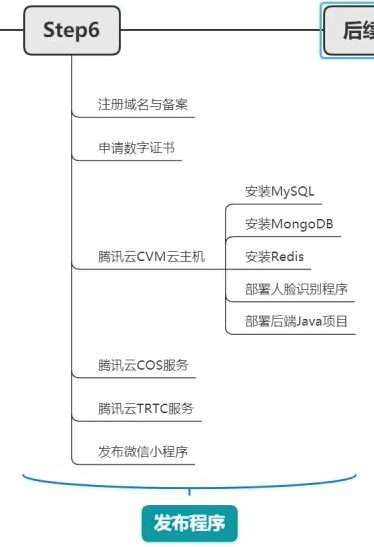 Step6
后续
注册域名与备案
申请数字证书
腾讯云CVM云主机
安装MySQL
安装MongoDB
安装Redis
部署人脸识别程序
部署后端Java项目
腾讯云COS服务
腾讯云TRTC服务
发布微信小程序
发布程序